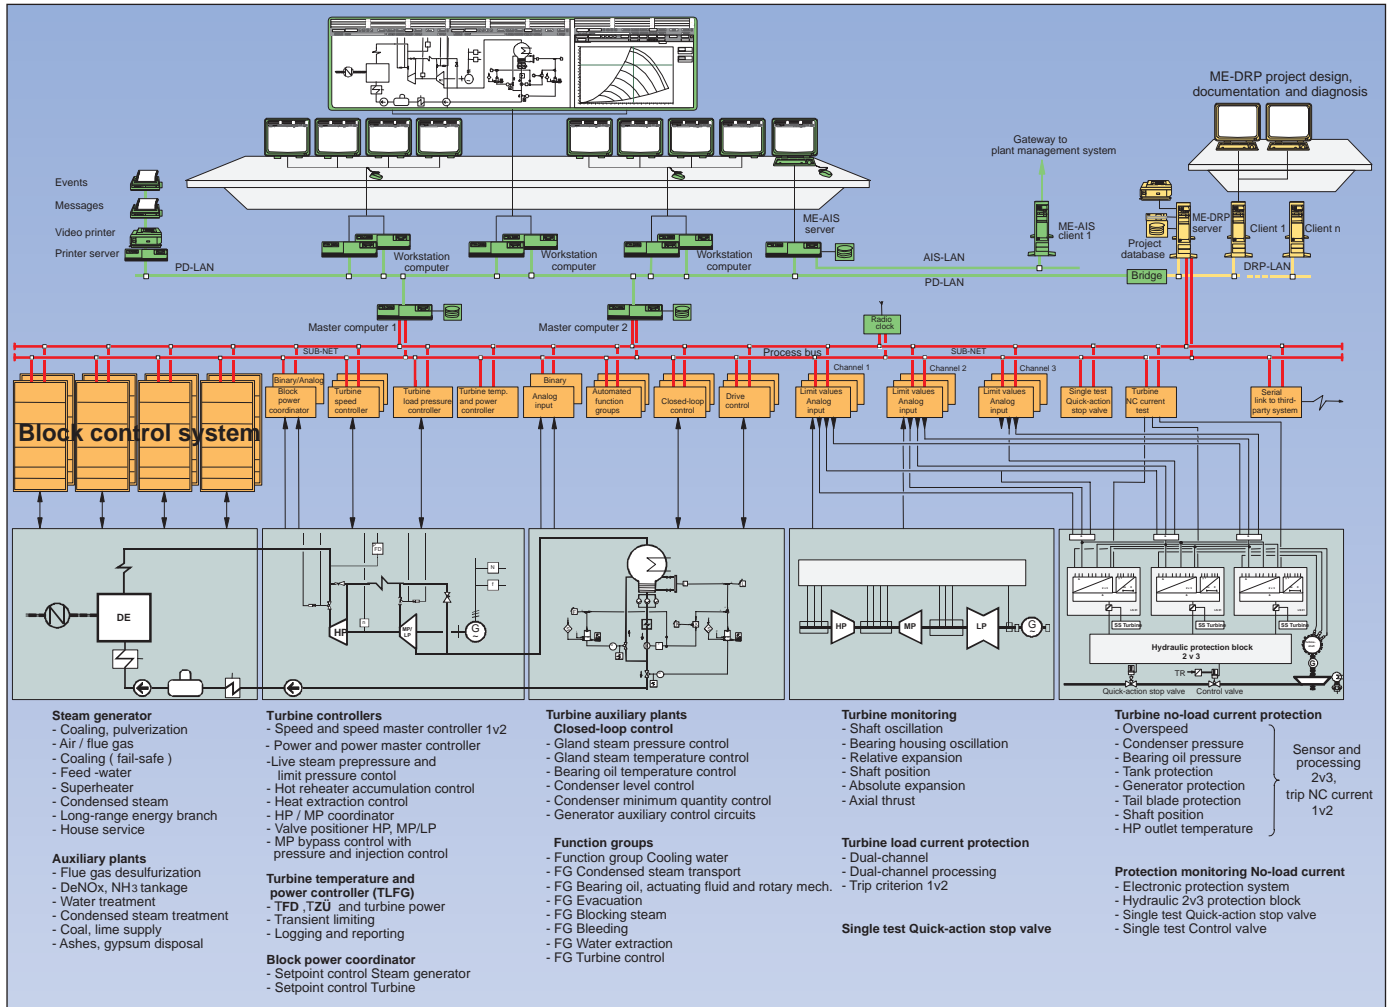 ME-DRP project design,
documentation and diagnosis
Gateway to
plant management system
Events
Messages
Video printer
Printer server
PD-LAN
Workstation
computer
Workstation
computer
Workstation
computer
ME-AIS
server
ME-AIS
client 1
AIS-LAN
PD-LAN
Project
database
ME-DRP
server
Client 1
Client n
Bridge
DRP-LAN
Master computer 1
Master computer 2
Radio
clock
SUB-NET
Process bus
SUB-NET
Block control system
Binary/Analog
Block
power
coordinator
Turbine
speed
controller
Turbine
load pressure
controller
Turbine temp.
and power
controller
Binary
Analog
input
Automated
function
groups
Closed-loop
control
Drive
control
Channel 1
Limit values
Analog
input
Channel 2
Limit values
Analog
input
Channel 3
Limit values
Analog
input
Single test
Quick-action
stop valve
Turbine
NC current
test
Serial
link to third-
party system
DE
FD
HP
MP/
LP
N
f
G
~
HP
MP
LP
G
~
SS Turbine
SS Turbine
SS Turbine
Hydraulic protection block
2 v 3
TR
G
Quick-action stop valve
Control valve
Steam generator
- Coaling, pulverization
- Air / flue gas
- Coaling ( fail-safe )
- Feed -water
- Superheater
- Condensed steam
- Long-range energy branch
- House service
Auxiliary plants
- Flue gas desulfurization
- DeNOx, NH3 tankage
- Water treatment
- Condensed steam treatment
- Coal, lime supply
- Ashes, gypsum disposal
Turbine controllers
- Speed and speed master controller 1v2
- Power and power master controller
-Live steam prepressure and
limit pressure contol
- Hot reheater accumulation control
- Heat extraction control
- HP / MP coordinator
- Valve positioner HP, MP/LP
- MP bypass control with
pressure and injection control
Turbine temperature and
power controller (TLFG)
- TFD ,TZÜ and turbine power
- Transient limiting
- Logging and reporting
Block power coordinator
- Setpoint control Steam generator
- Setpoint control Turbine
Turbine auxiliary plants
Closed-loop control
- Gland steam pressure control
- Gland steam temperature control
- Bearing oil temperature control
- Condenser level control
- Condenser minimum quantity control
- Generator auxiliary control circuits
Function groups
- Function group Cooling water
- FG Condensed steam transport
- FG Bearing oil, actuating fluid and rotary mech.
- FG Evacuation
- FG Blocking steam
- FG Bleeding
- FG Water extraction
- FG Turbine control
Turbine monitoring
- Shaft oscillation
- Bearing housing oscillation
- Relative expansion
- Shaft position
- Absolute expansion
- Axial thrust
Turbine load current protection
- Dual-channel
- Dual-channel processing
- Trip criterion 1v2
Single test Quick-action stop valve
Turbine no-load current protection
- Overspeed
- Condenser pressure
- Bearing oil pressure
- Tank protection
- Generator protection
- Tail blade protection
- Shaft position
- HP outlet temperature
Sensor and
processing
2v3,
trip NC current
1v2
Protection monitoring No-load current
- Electronic protection system
- Hydraulic 2v3 protection block
- Single test Quick-action stop valve
- Single test Control valve